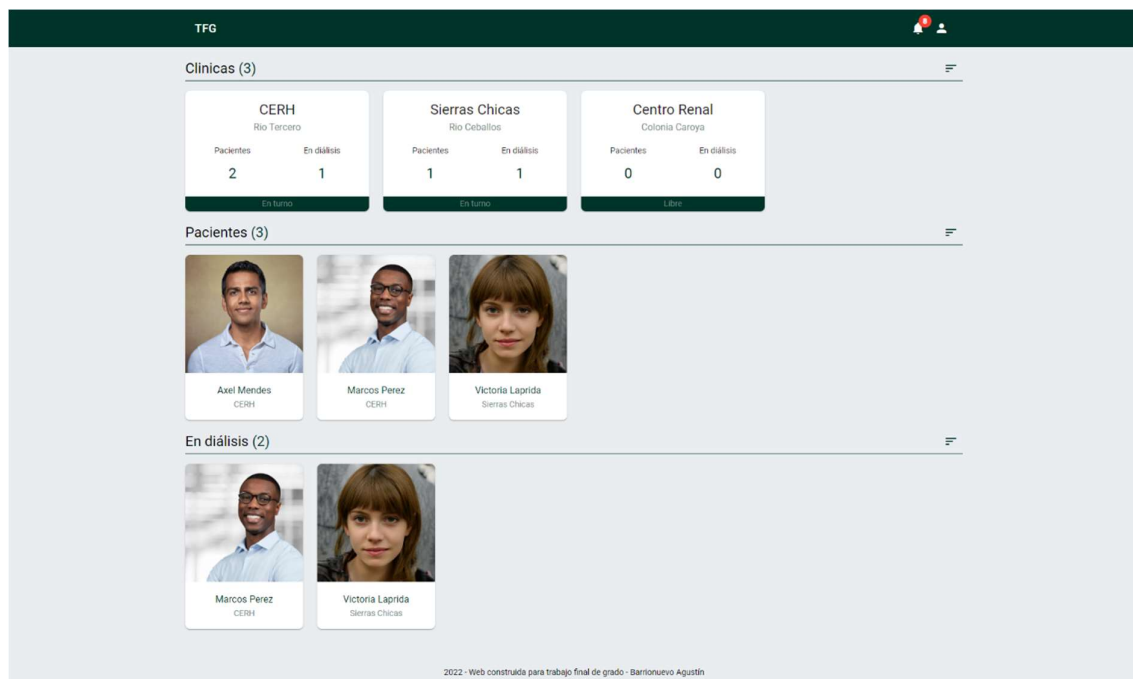 TFG
8
Clinicas (3)
CERH
Rio Tercero
Pacientes En diálisis
2 1
En turno
Sierras Chicas
Rio Ceballos
Pacientes En diálisis
1 1
En turno
Centro Renal
Colonia Caroya
Pacientes En diálisis
0 0
Libre
Pacientes (3)
Axel Mendes
CERH
Marcos Perez
CERH
Victoria Laprida
Sierras Chicas
En diálisis (2)
Marcos Perez
CERH
Victoria Laprida
Sierras Chicas
2022 - Web construida para trabajo final de grado - Barrionuevo Agustín